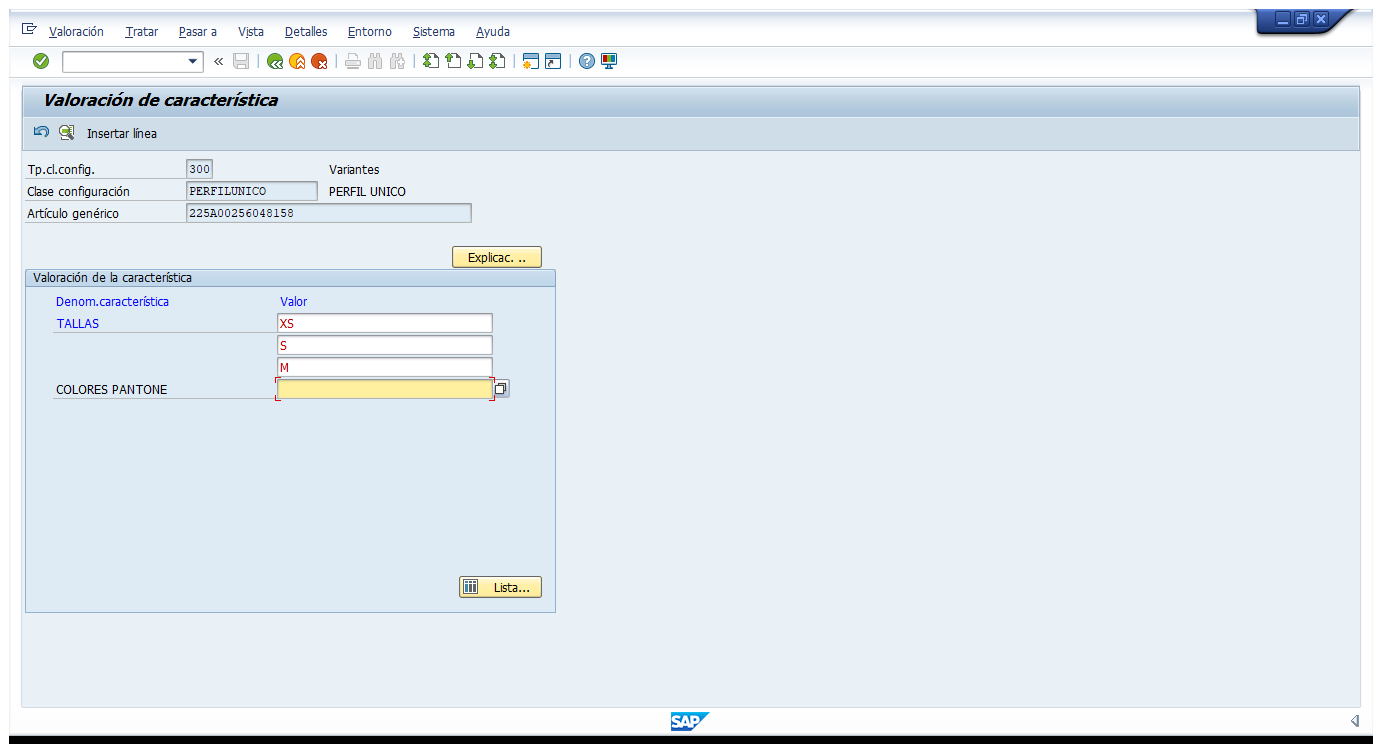 Valoración Tratar Pasar a Vista Detalles Entorno Sistema Ayuda
Valoración de característica
Insertar línea
Tp.cl.config. 300 Variantes
Clase configuración PERFILUNICO PERFIL UNICO
Artículo genérico 225A00256048158
Explicac. ..
Valoración de la característica
Denom.característica Valor
TALLAS XS
S
M
COLORES PANTONE
Lista...
SAP